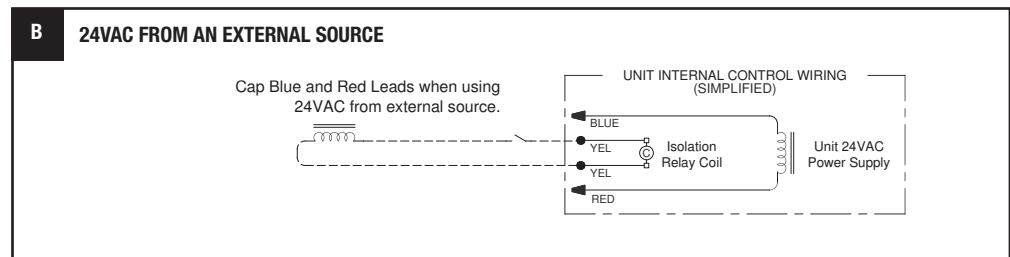 B
24VAC FROM AN EXTERNAL SOURCE
Cap Blue and Red Leads when using
24VAC from external source.
UNIT INTERNAL CONTROL WIRING
(SIMPLIFIED)
BLUE
YEL
C
Isolation
Relay Coil
Unit 24VAC
Power Supply
YEL
RED